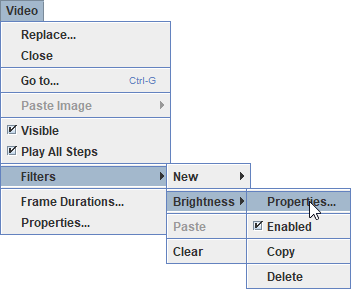 Video
Replace...
Close
Go to... Ctrl-G
Paste Image
Visible
Play All Steps
Filters
Frame Durations...
Properties...
New
Brightness
Paste
Clear
Properties...
Enabled
Copy
Delete